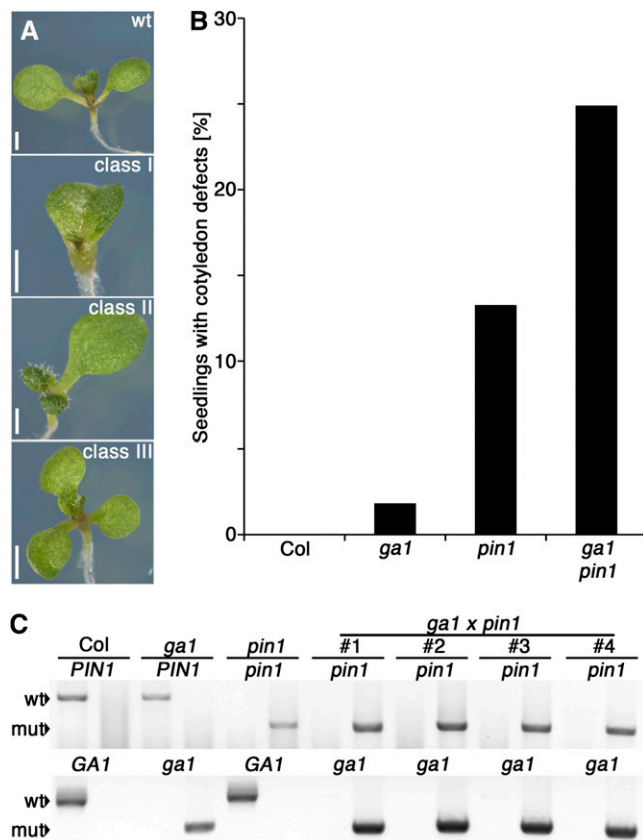 A
wt
class I
class II
class III
B
30
20
10
0
Seedlings with cotyledon defects [%]
Col
ga1
pin1
ga1
pin1
C
ga1 x pin1
Col ga1 pin1 #1 #2 #3 #4
PIN1 PIN1 pin1 pin1 pin1 pin1 pin1
wt
mut
GA1 ga1 GA1 ga1 ga1 ga1 ga1
wt
mut